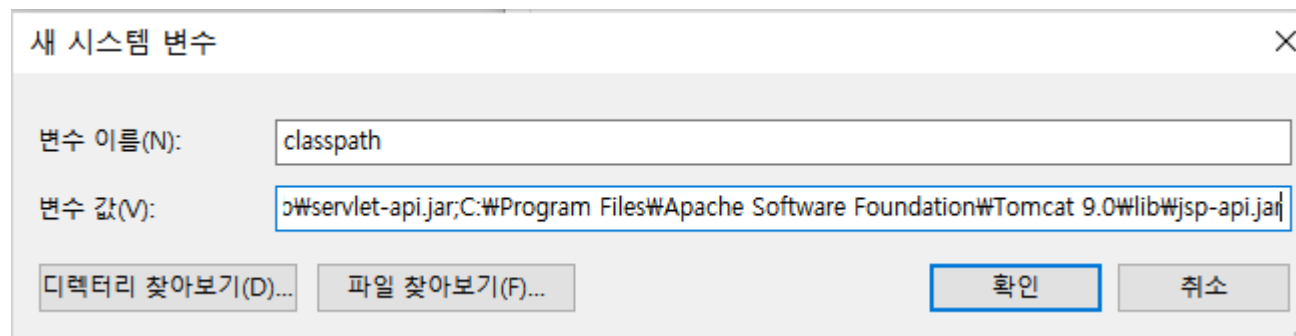 새 시스템 변수
변수 이름(N):
classpath
변수 값(V):
₩servlet-api.jar;C:₩Program Files₩Apache Software Foundation₩Tomcat 9.0₩lib₩jsp-api.jar
디렉터리 찾아보기(D)...
파일 찾아보기(F)...
확인
취소